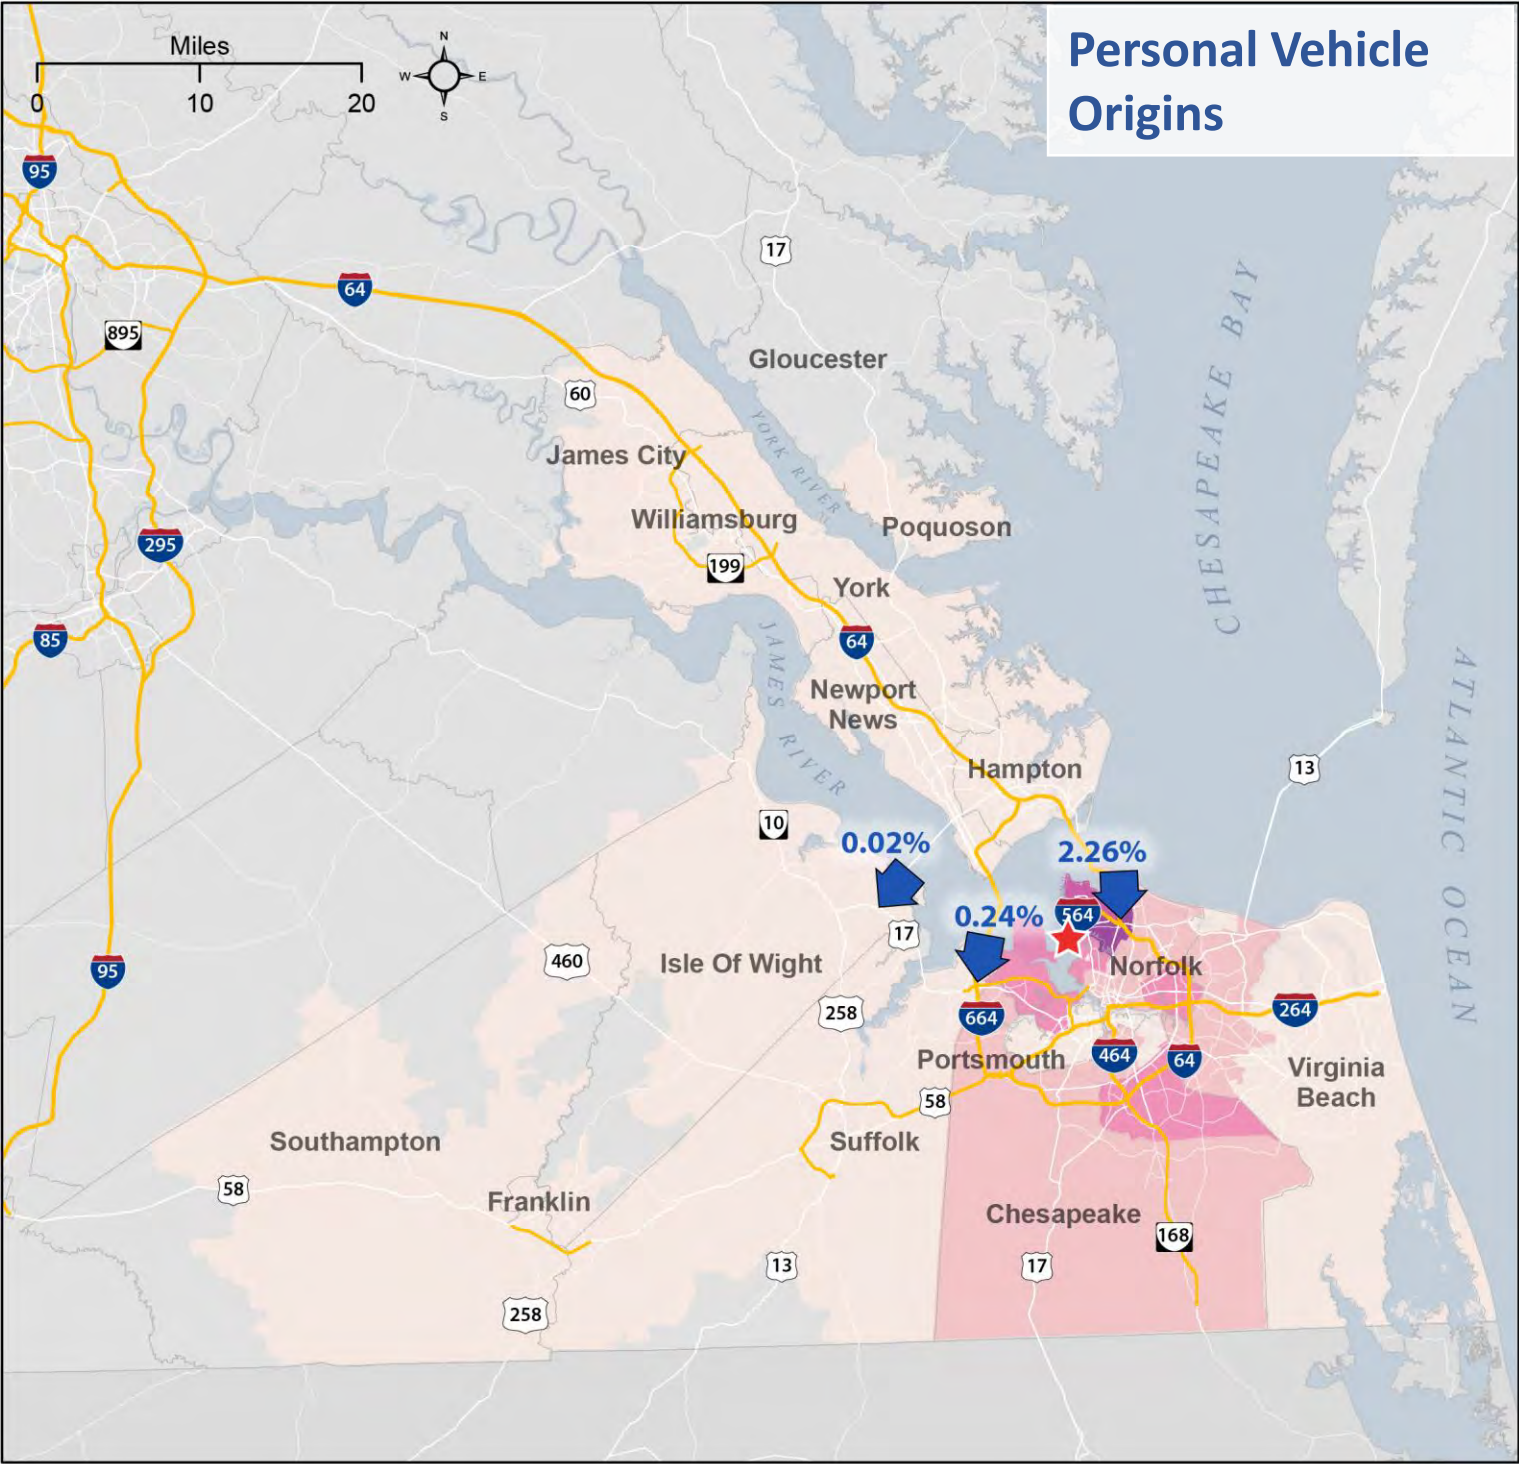 Personal Vehicle
Origins
Miles
0 10 20
N
W E
S
95
17
64
895
Gloucester
60
CHESAPEAKE BAY
YORK RIVER
James City
Williamsburg
Poquoson
295
199
York
85
64
JAMES RIVER
Newport
News
ATLANTIC OCEAN
Hampton
13
10
0.02%
2.26%
0.24%
564
17
460
Isle Of Wight
Norfolk
95
258
664
264
Portsmouth
464
64
Virginia
Beach
58
Southampton
Suffolk
58
Franklin
Chesapeake
168
13
17
258